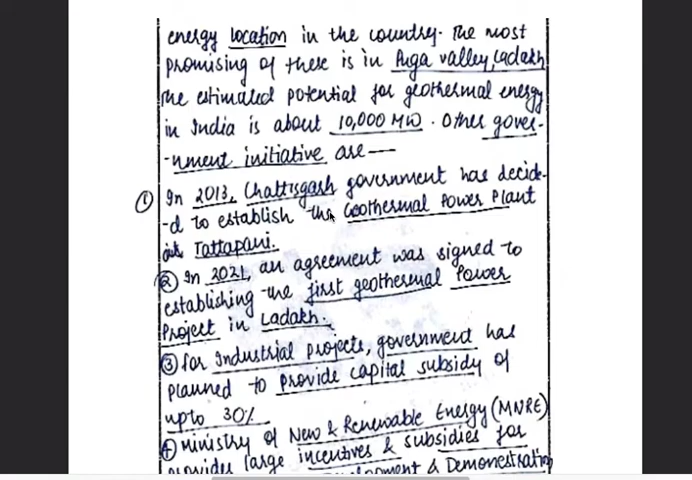 energy location in the country. The most
promising of these is in Puga valley, Ladakh
The estimated potential for geothermal energy
in India is about 10,000 MW. Other gover-
-nment initiative are —
① In 2013, Chattisgarh government has decide-
-d to establish the Geothermal Power Plant
at Tattapani.
② In 2021, an agreement was signed to
establishing the first geothermal Power
Project in Ladakh.
③ for Industrial projects, government has
planned to provide capital subsidy of
upto 30%
④ Ministry of New & Renewable Energy (MNRE)
provides large incentives & subsidies for
& Demonestration